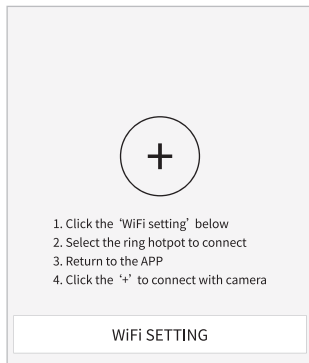 +
1. Click the ‘WiFi setting’ below
2. Select the ring hotpot to connect
3. Return to the APP
4. Click the ‘+’ to connect with camera
WiFi SETTING